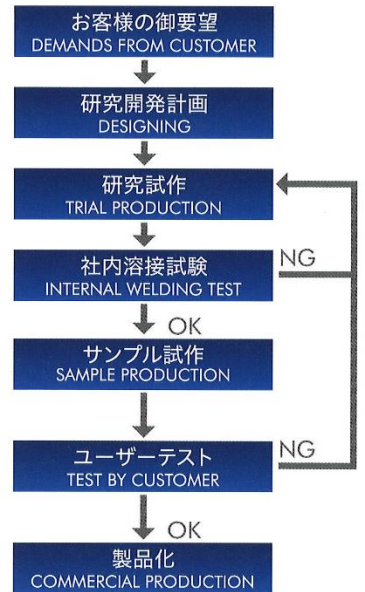 お客様の御要望
DEMANDS FROM CUSTOMER
研究開発計画
DESIGNING
研究試作
TRIAL PRODUCTION
社内溶接試験
INTERNAL WELDING TEST
NG
OK
サンプル試作
SAMPLE PRODUCTION
ユーザーテスト
TEST BY CUSTOMER
NG
OK
製品化
COMMERCIAL PRODUCTION